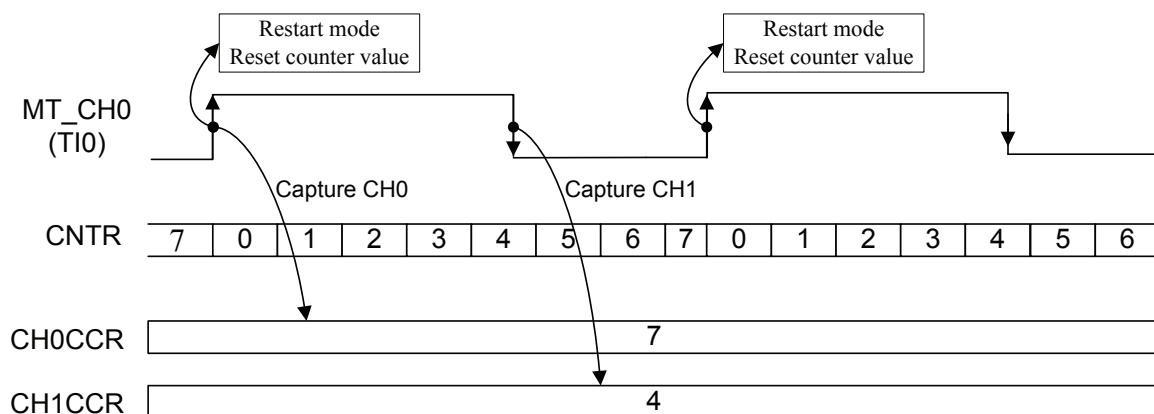 Restart mode
Reset counter value
Restart mode
Reset counter value
MT_CH0
(TI0)
Capture CH0
Capture CH1
CNTR 7 0 1 2 3 4 5 6 7 0 1 2 3 4 5 6
CH0CCR 7
CH1CCR 4